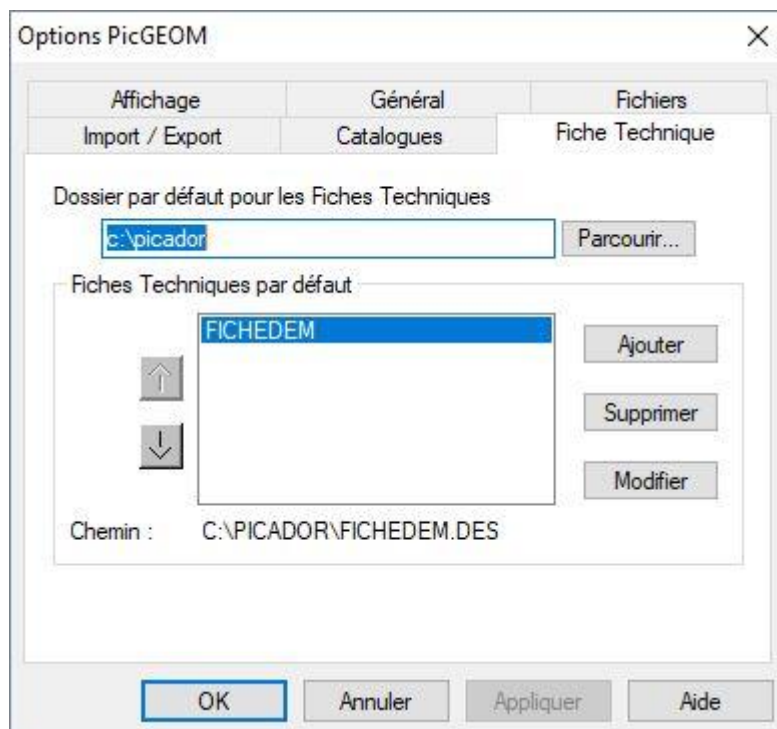 Options PicGEOM
Affichage Général Fichiers
Import / Export Catalogues Fiche Technique
Dossier par défaut pour les Fiches Techniques
c:\picador Parcourir...
Fiches Techniques par défaut
FICHEDEM
Ajouter
Supprimer
Modifier
Chemin : C:\PICADOR\FICHEDEM.DES
OK Annuler Appliquer Aide